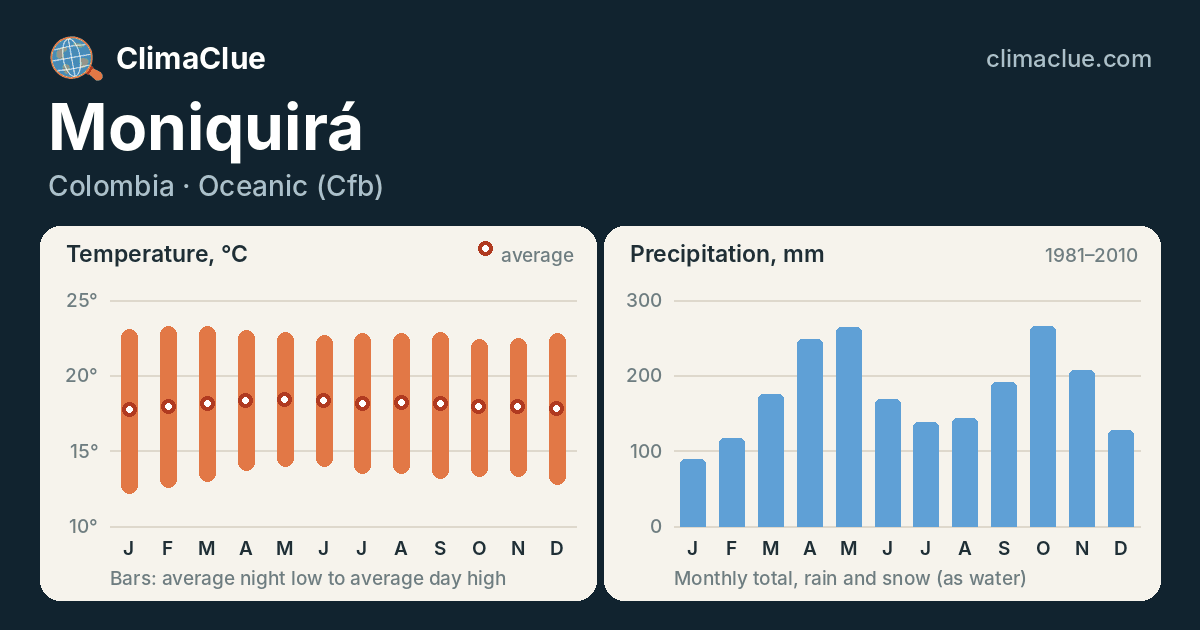 ClimaClue
climaclue.com
Moniquirá
Colombia · Oceanic (Cfb)
Temperature, °C
average
25°
20°
15°
10°
J F M A M J J A S O N D
Bars: average night low to average day high
Precipitation, mm
1981–2010
300
200
100
0
J F M A M J J A S O N D
Monthly total, rain and snow (as water)